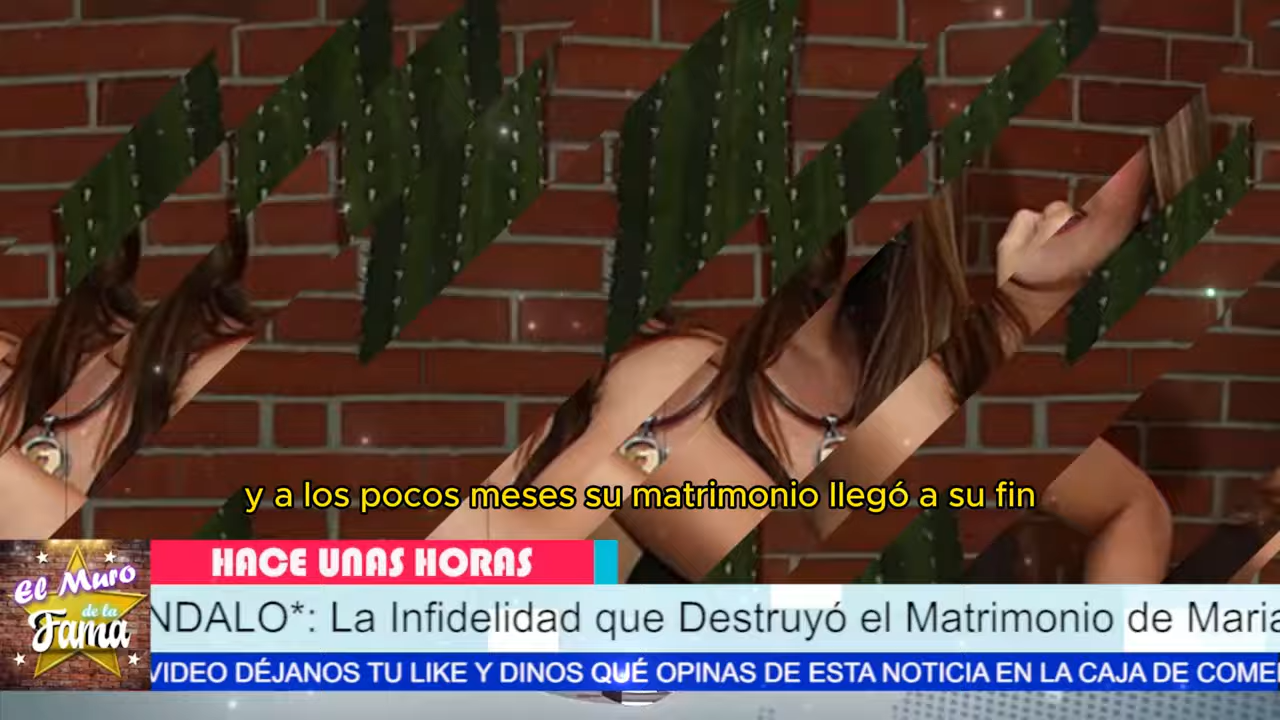 y a los pocos meses su matrimonio llegó a su fin
HACE UNAS HORAS
El Muro
de la
Fama
NDALO*: La Infidelidad que Destruyó el Matrimonio de Maria
VIDEO DÉJANOS TU LIKE Y DINOS QUÉ OPINAS DE ESTA NOTICIA EN LA CAJA DE COME